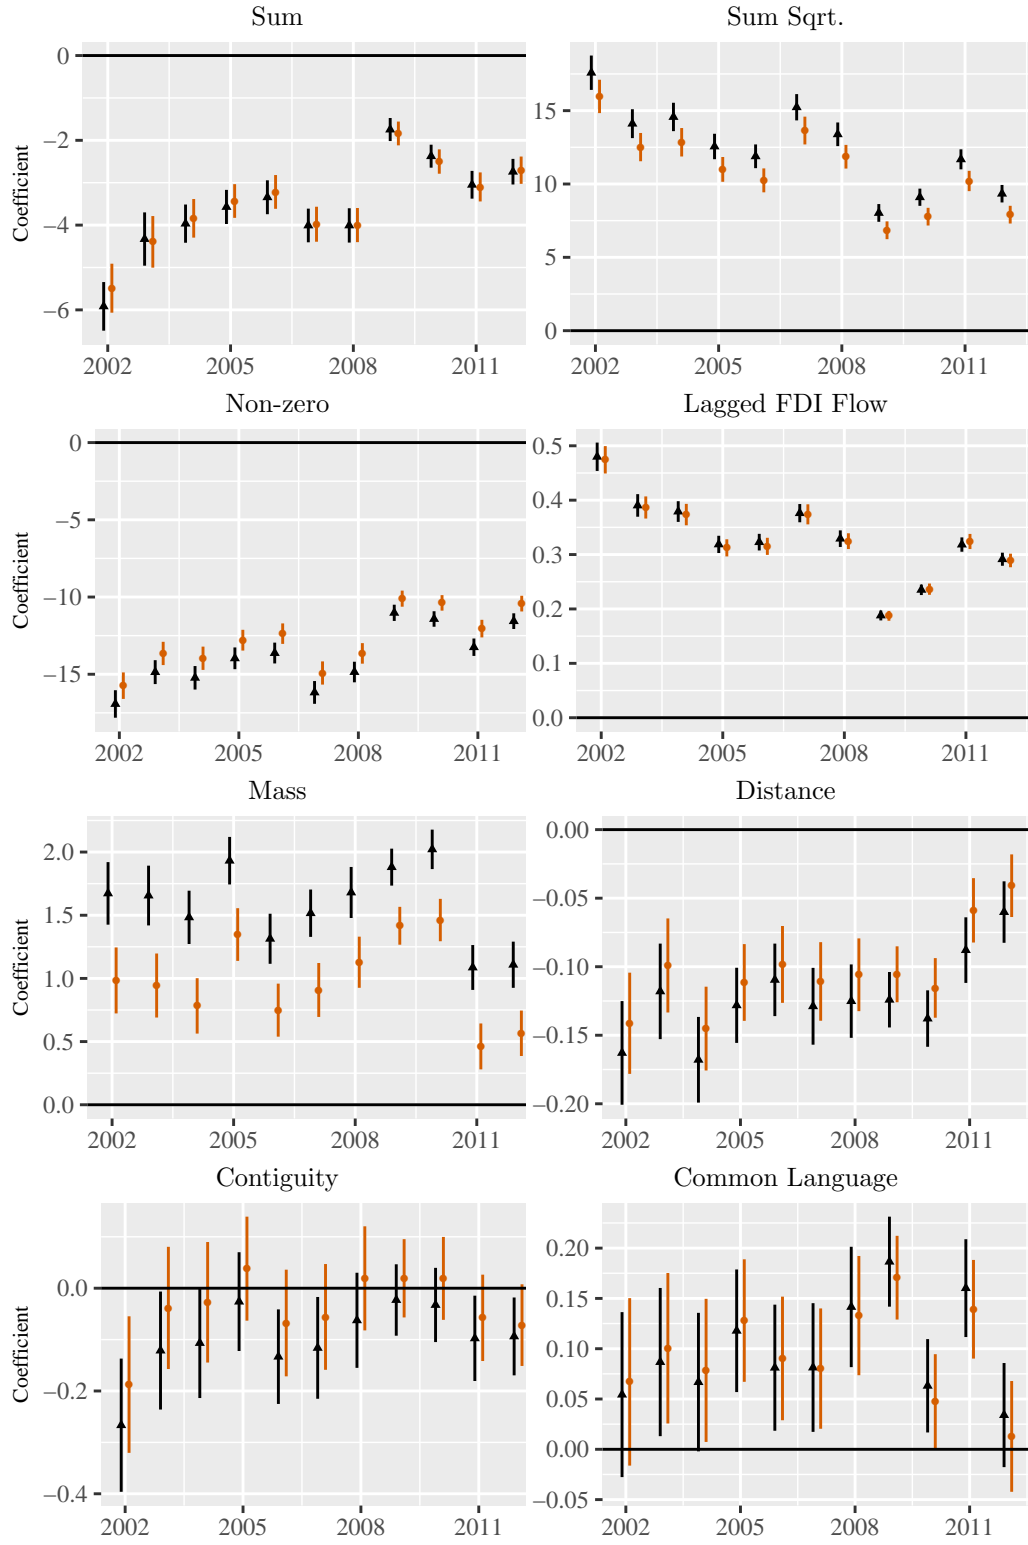 Sum
0
−2
−4
−6
Coefficient
2002 2005 2008 2011
Sum Sqrt.
15
10
5
0
2002 2005 2008 2011
Non-zero
0
−5
−10
−15
Coefficient
2002 2005 2008 2011
Lagged FDI Flow
0.5
0.4
0.3
0.2
0.1
0.0
2002 2005 2008 2011
Mass
2.0
1.5
1.0
0.5
0.0
Coefficient
2002 2005 2008 2011
Distance
0.00
−0.05
−0.10
−0.15
−0.20
2002 2005 2008 2011
Contiguity
0.0
−0.2
−0.4
Coefficient
2002 2005 2008 2011
Common Language
0.20
0.15
0.10
0.05
0.00
−0.05
2002 2005 2008 2011